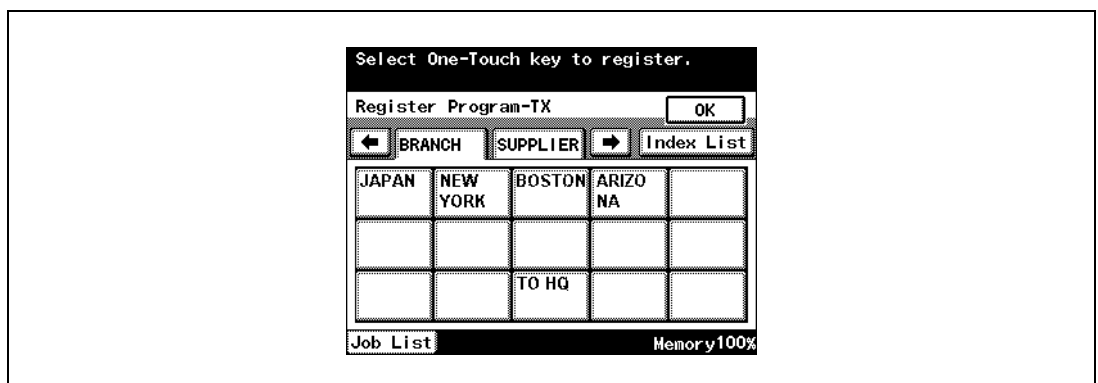 Select One-Touch key to register.
Register Program-TX
OK
BRANCH
SUPPLIER
Index List
JAPAN
NEW
YORK
BOSTON
ARIZO
NA
TO HQ
Job List
Memory100%